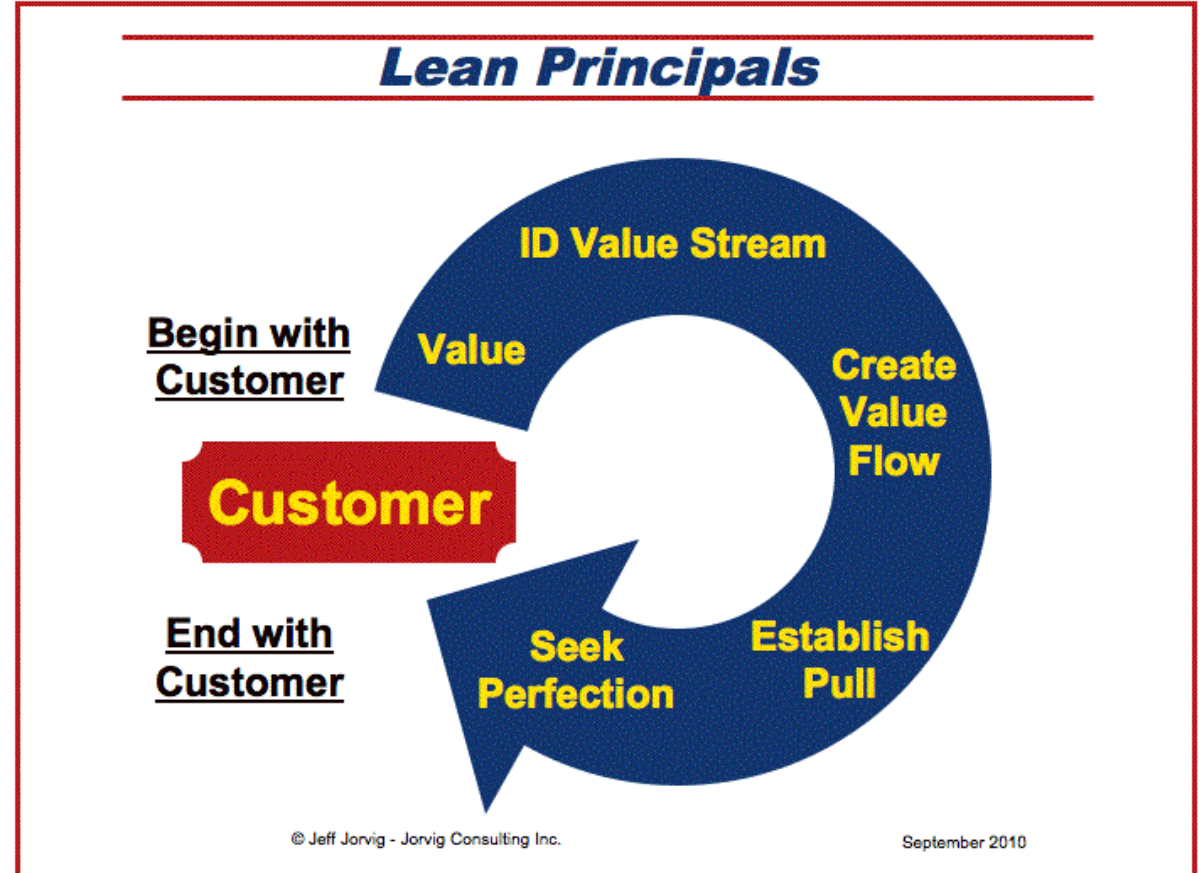 Lean Principals
ID Value Stream
Begin with
Customer
Value
Create
Value
Flow
Customer
End with
Customer
Seek
Perfection
Establish
Pull
© Jeff Jorvig - Jorvig Consulting Inc.
September 2010